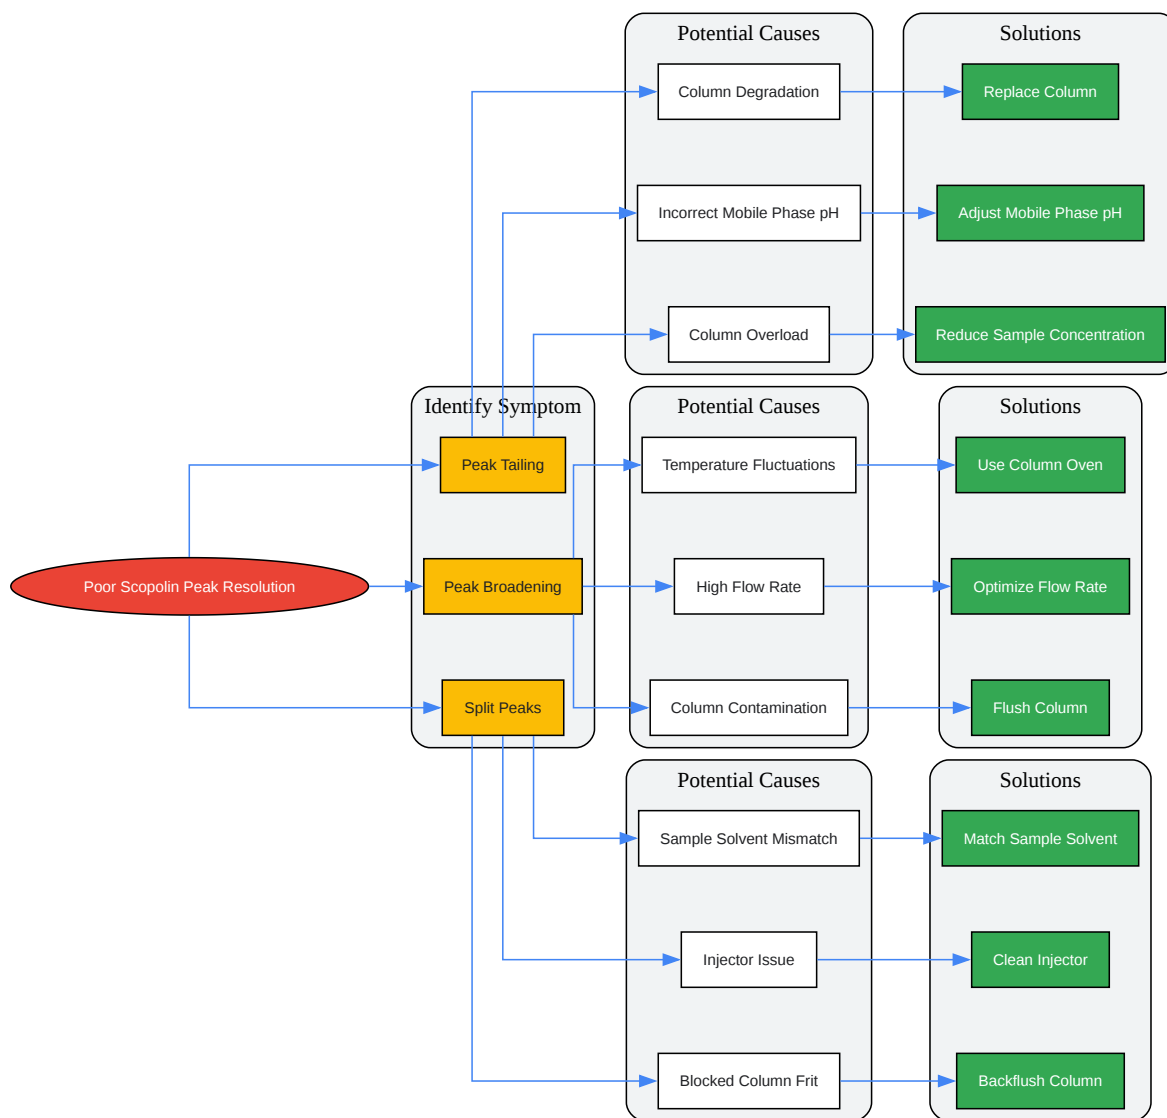 Potential Causes
Solutions
Column Degradation
Replace Column
Incorrect Mobile Phase pH
Adjust Mobile Phase pH
Column Overload
Reduce Sample Concentration
Identify Symptom
Potential Causes
Solutions
Peak Tailing
Temperature Fluctuations
Use Column Oven
Poor Scopolin Peak Resolution
Peak Broadening
High Flow Rate
Optimize Flow Rate
Split Peaks
Column Contamination
Flush Column
Potential Causes
Solutions
Sample Solvent Mismatch
Match Sample Solvent
Injector Issue
Clean Injector
Blocked Column Frit
Backflush Column